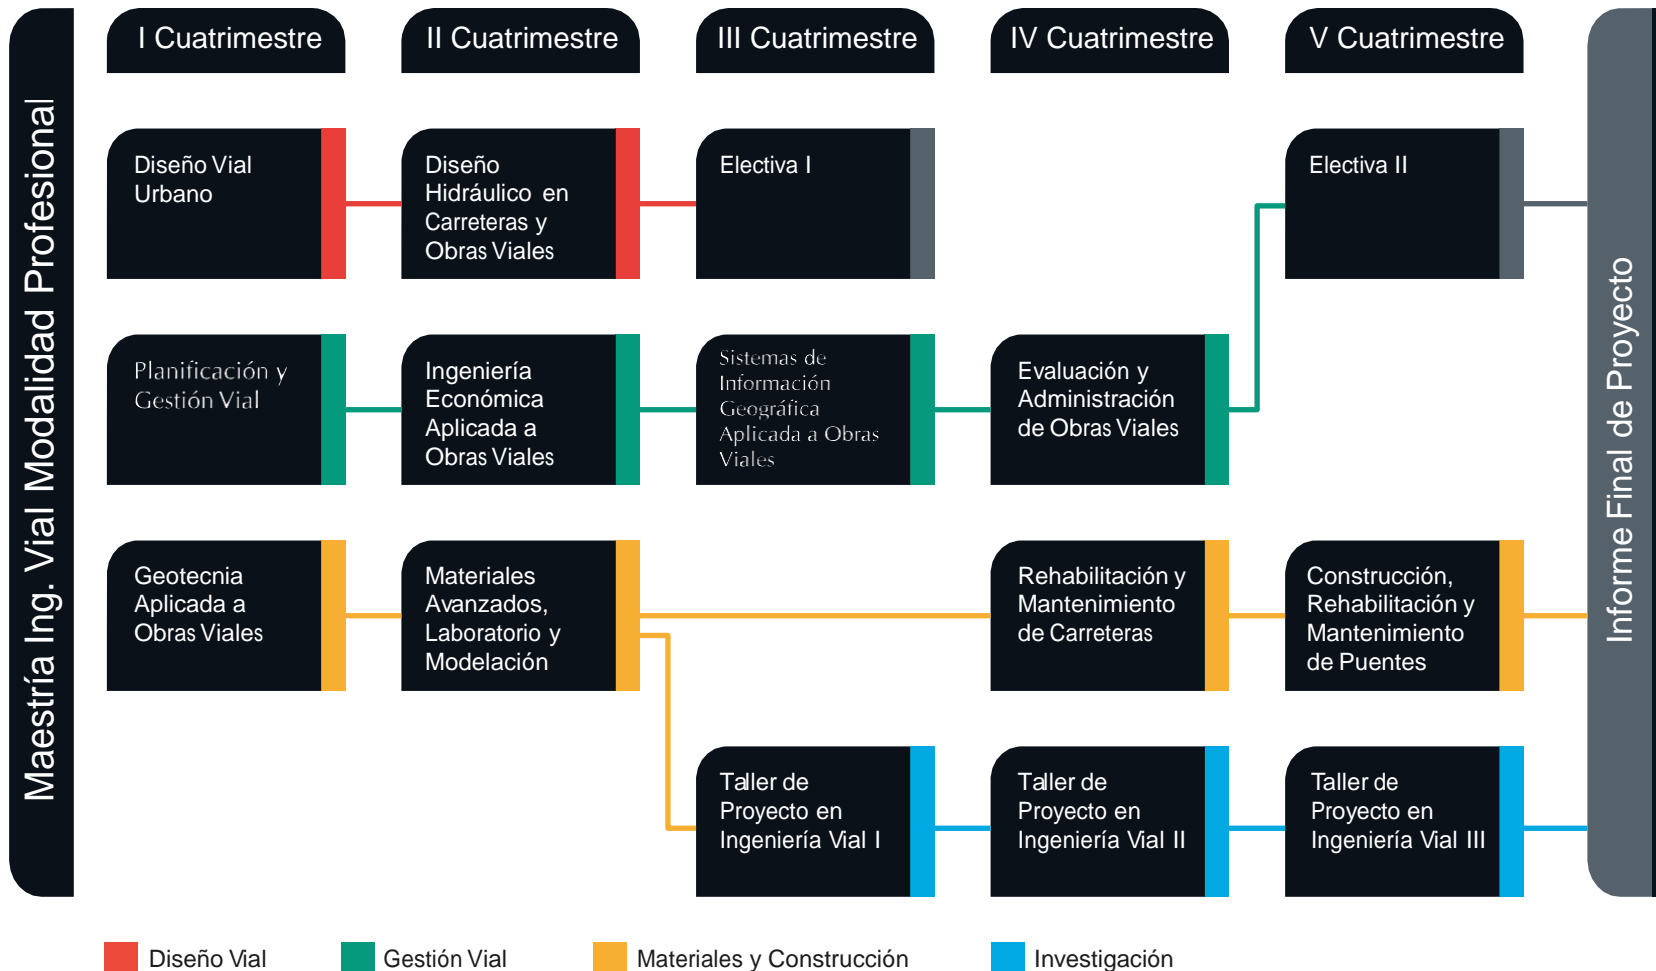 Maestría Ing. Vial Modalidad Profesional
I Cuatrimestre
II Cuatrimestre
III Cuatrimestre
IV Cuatrimestre
V Cuatrimestre
Diseño Vial
Urbano
Diseño
Hidráulico en
Carreteras y
Obras Viales
Electiva I
Electiva II
Planificación y
Gestión Vial
Ingeniería
Económica
Aplicada a
Obras Viales
Sistemas de
Información
Geográfica
Aplicada a Obras
Viales
Evaluación y
Administración
de Obras Viales
Geotecnia
Aplicada a
Obras Viales
Materiales
Avanzados,
Laboratorio y
Modelación
Rehabilitación y
Mantenimiento
de Carreteras
Construcción,
Rehabilitación y
Mantenimiento
de Puentes
Taller de
Proyecto en
Ingeniería Vial I
Taller de
Proyecto en
Ingeniería Vial II
Taller de
Proyecto en
Ingeniería Vial III
Informe Final de Proyecto
Diseño Vial
Gestión Vial
Materiales y Construcción
Investigación